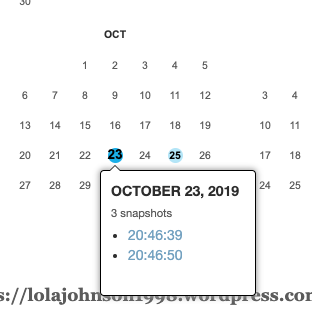 30
OCT
1 2 3 4 5
6 7 8 9 10 11 12 3 4
13 14 15 16 17 18 19 10 11
20 21 22 23 24 25 26 17 18
27 28 29 24 25
OCTOBER 23, 2019
3 snapshots
• 20:46:39
• 20:46:50
s://lolajohnson1998.wordpress.com